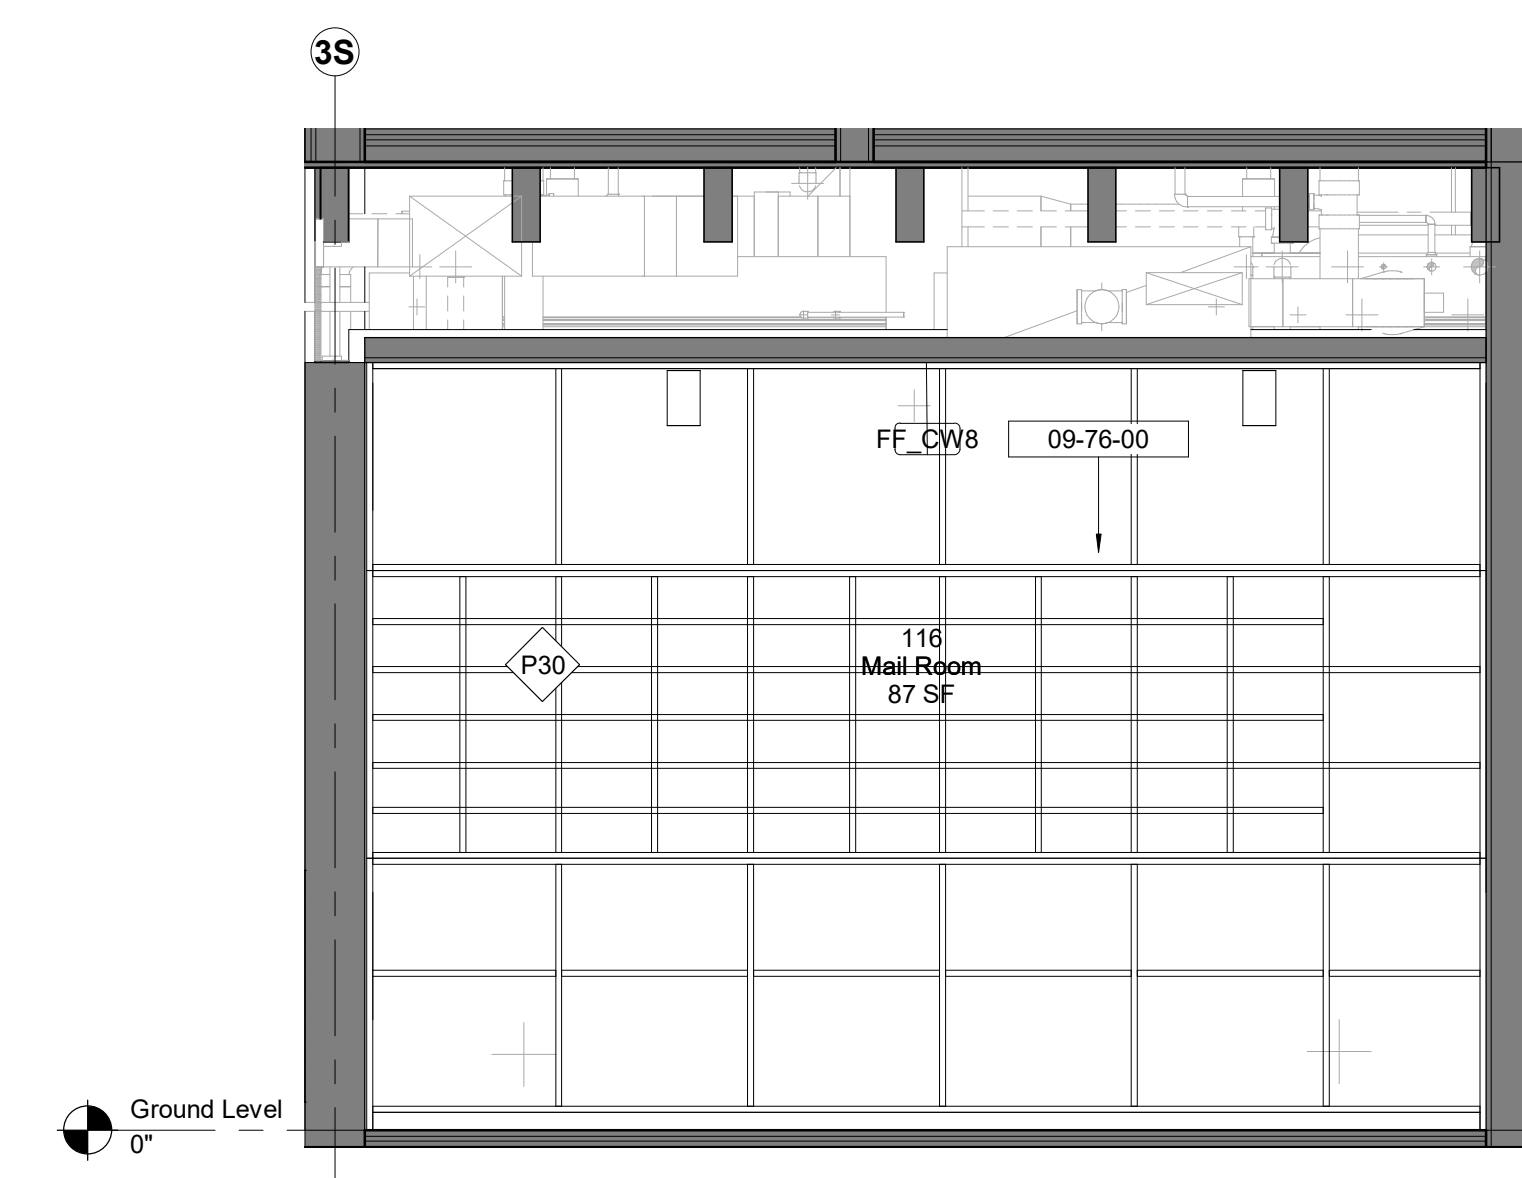 3S
FF_CW8
09-76-00
116
Mail Room
87 SF
P30
Ground Level
0"